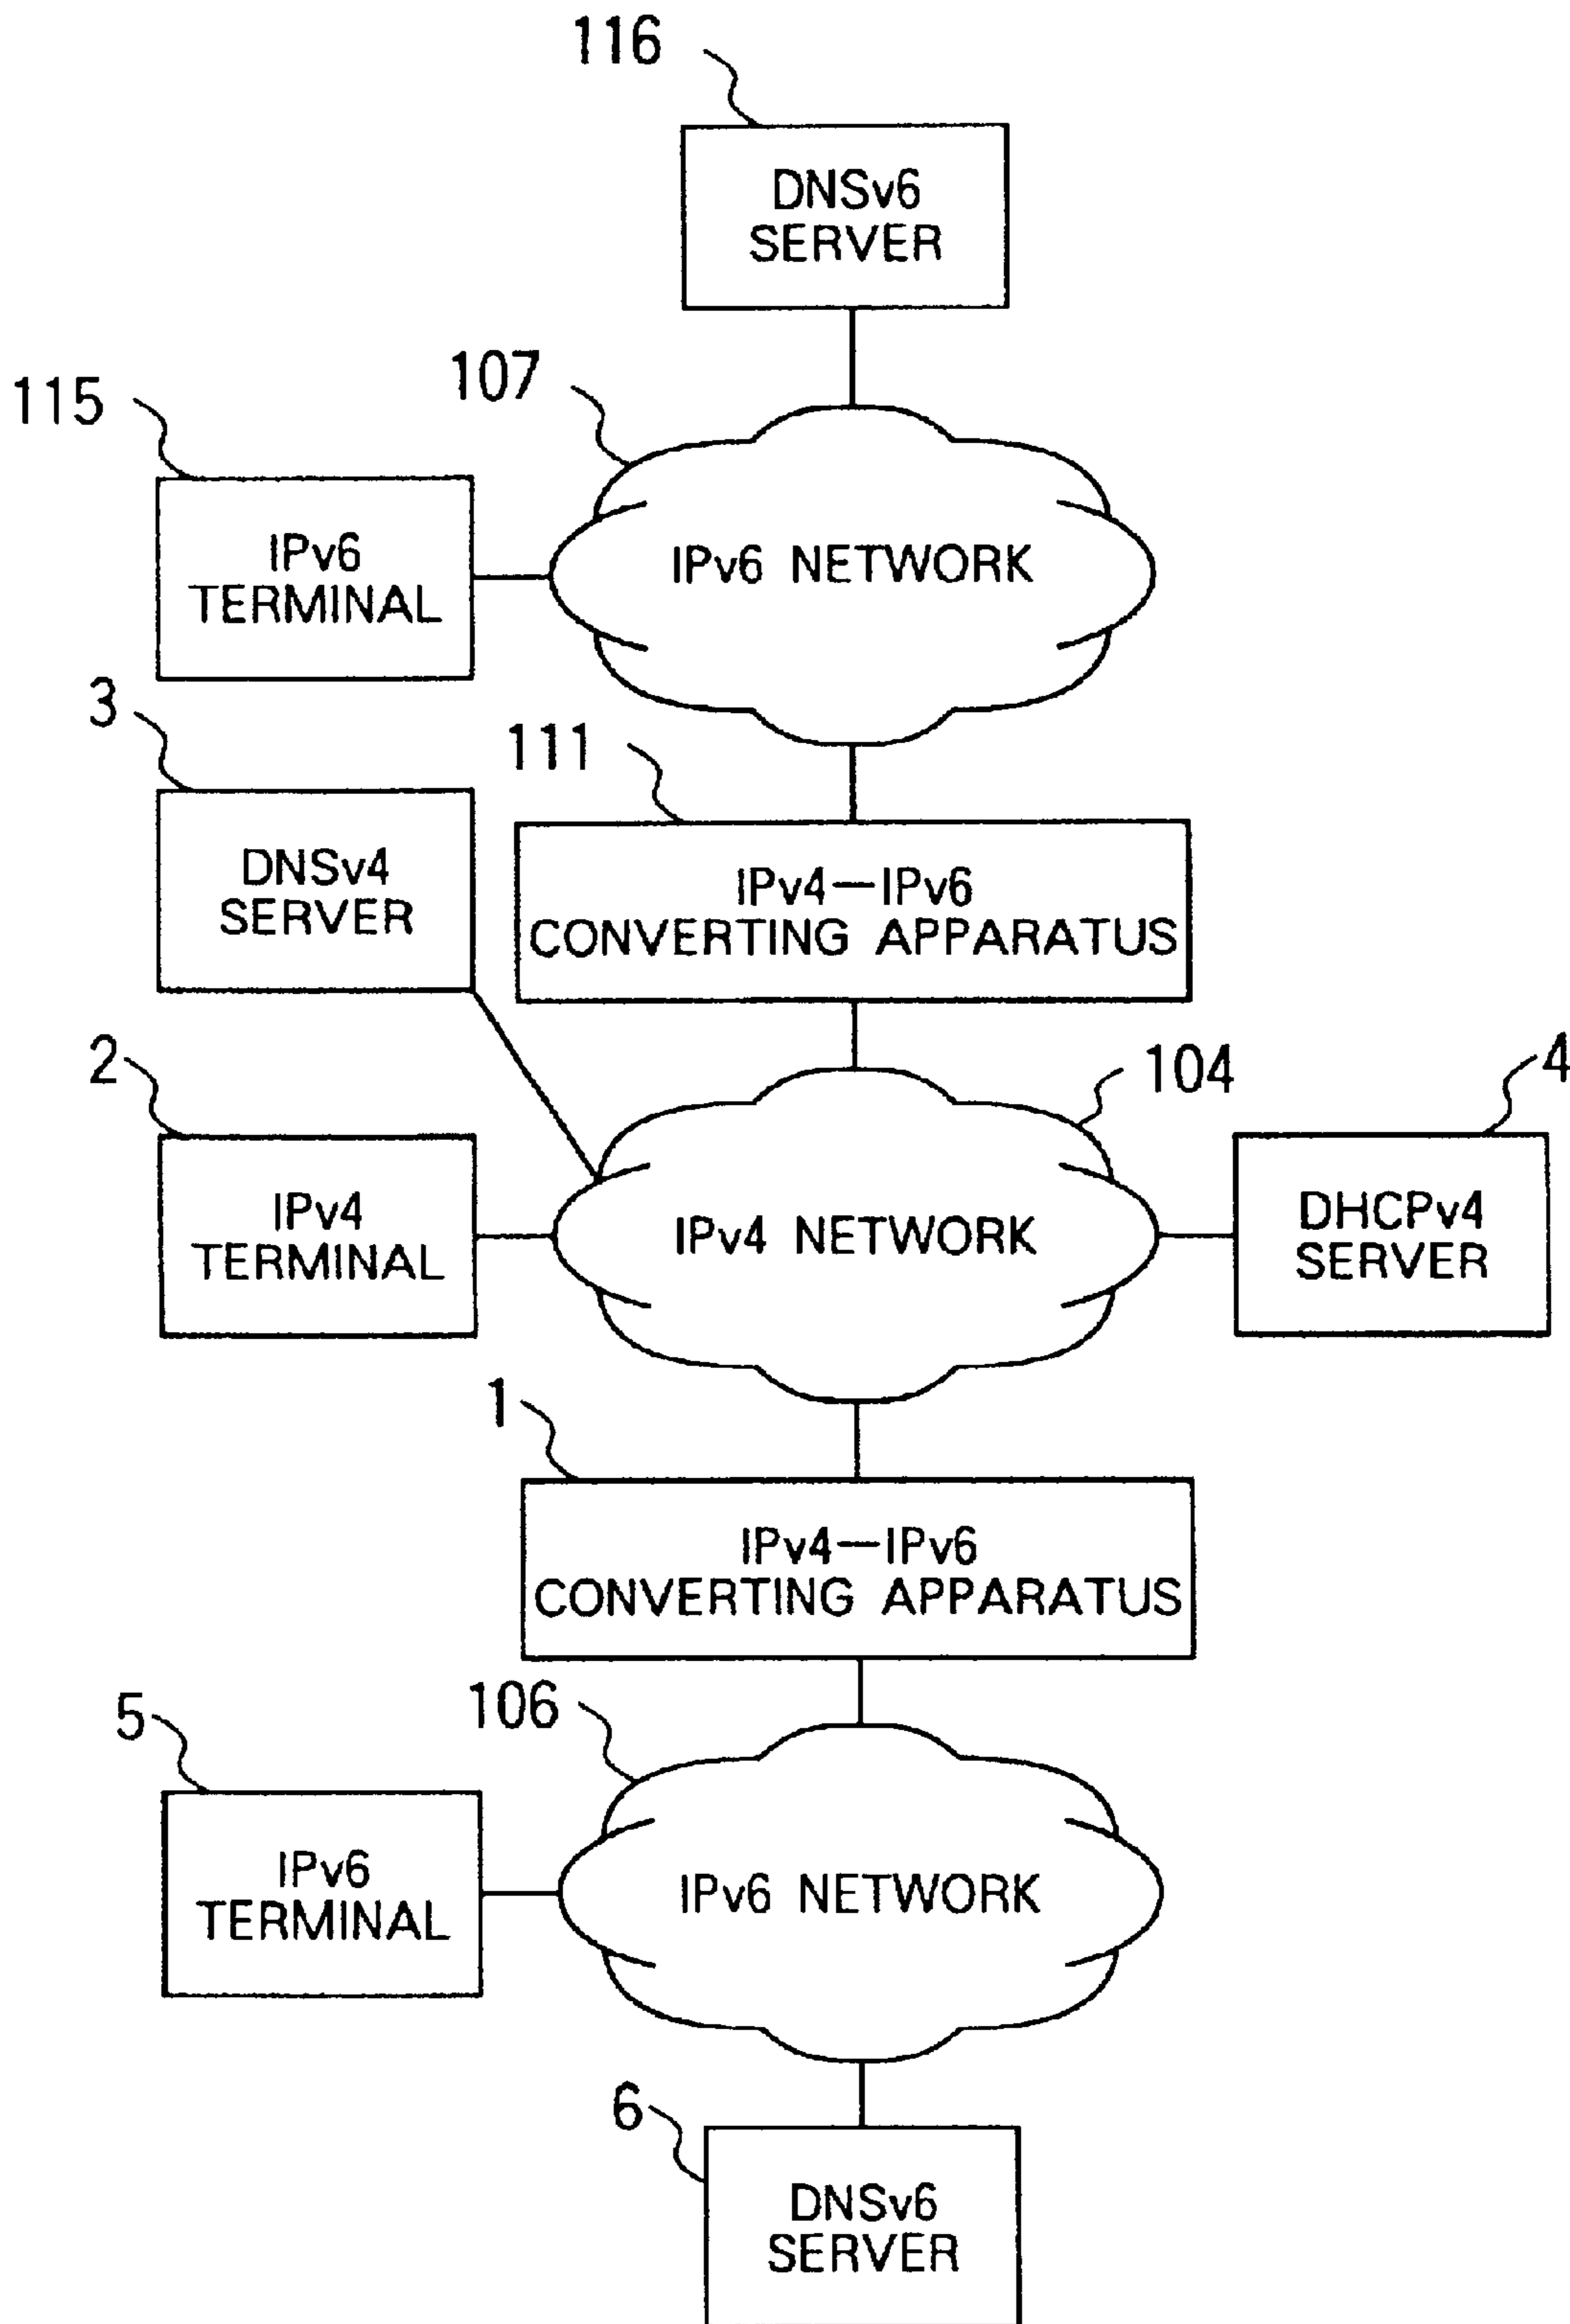 116
DNSv6
SERVER
107
115
IPv6
TERMINAL
IPv6 NETWORK
3
111
DNSv4
SERVER
IPv4—IPv6
CONVERTING APPARATUS
2
104
4
IPv4
TERMINAL
IPv4 NETWORK
DHCPv4
SERVER
1
IPv4—IPv6
CONVERTING APPARATUS
5
106
IPv6
TERMINAL
IPv6 NETWORK
6
DNSv6
SERVER